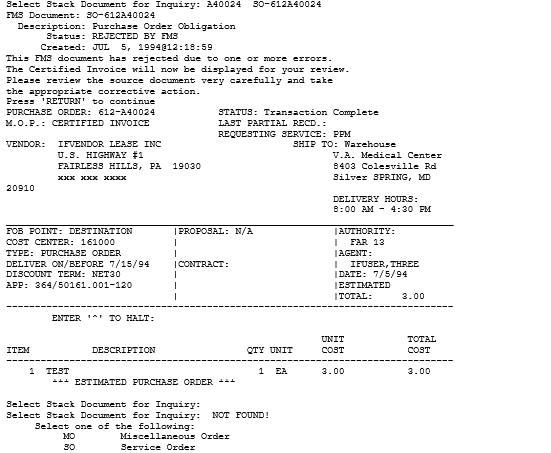 Select Stack Document for Inquiry: A40024  SO-612A40024
FMS Document: SO-612A40024
Description: Purchase Order Obligation
Status: REJECTED BY FMS
Created: JUL  5, 1994@12:18:59
This FMS document has rejected due to one or more errors.
The Certified Invoice will now be displayed for your review.
Please review the source document very carefully and take
the appropriate corrective action.
Press 'RETURN' to continue
PURCHASE ORDER: 612-A40024          STATUS: Transaction Complete
M.O.P.: CERTIFIED INVOICE           LAST PARTIAL RECD.:
REQUESTING SERVICE: PPM
VENDOR:  IFVENDOR LEASE INC          SHIP TO: Warehouse
U.S. HIGHWAY #1          V.A. Medical Center
FAIRLESS HILLS, PA  19030          8403 Colesville Rd
xxx xxx xxxx          Silver SPRING, MD
20910
DELIVERY HOURS:
8:00 AM - 4:30 PM
FOB POINT: DESTINATION     |PROPOSAL: N/A     |AUTHORITY:
COST CENTER: 161000     |     |  FAR 13
TYPE: PURCHASE ORDER     |     |AGENT:
DELIVER ON/BEFORE 7/15/94     |CONTRACT:     |  IFUSER,THREE
DISCOUNT TERM: NET30     |     |DATE: 7/5/94
APP: 364/50161.001-120     |     |ESTIMATED
|     |TOTAL:     3.00
ENTER '^' TO HALT:
UNIT     TOTAL
ITEM     DESCRIPTION     QTY UNIT     COST     COST
1  TEST     1  EA     3.00     3.00
*** ESTIMATED PURCHASE ORDER ***
Select Stack Document for Inquiry:
Select Stack Document for Inquiry:  NOT FOUND!
Select one of the following:
MO     Miscellaneous Order
SO     Service Order